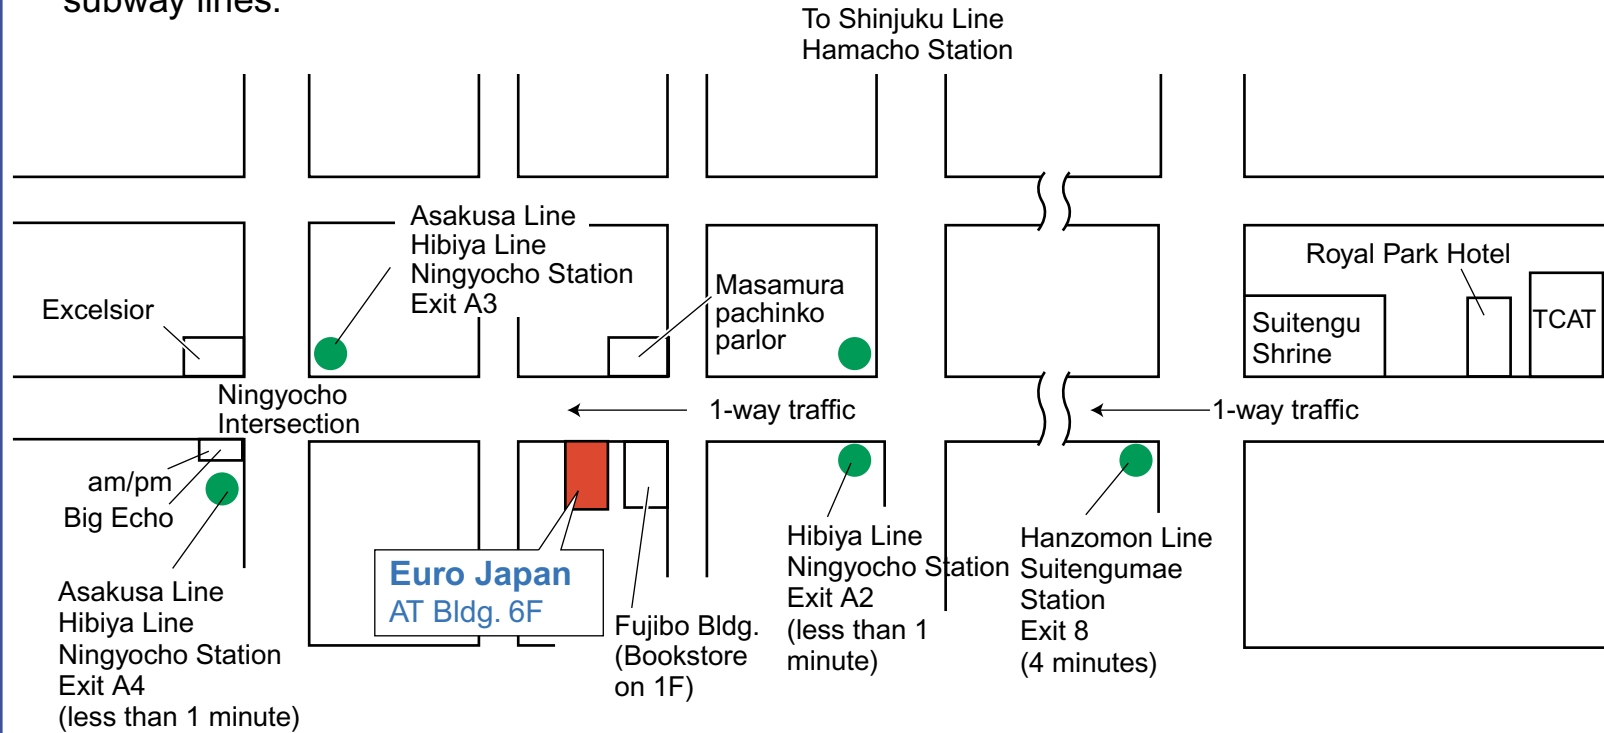 subway lines.
To Shinjuku Line
Hamacho Station
Asakusa Line
Hibiya Line
Ningyocho Station
Exit A3
Excelsior
Masamura
pachinko
parlor
Royal Park Hotel
Suitengu
Shrine
TCAT
Ningyocho
Intersection
1-way traffic
1-way traffic
am/pm
Big Echo
Asakusa Line
Hibiya Line
Ningyocho Station
Exit A4
(less than 1 minute)
Euro Japan
AT Bldg. 6F
Fujibo Bldg.
(Bookstore
on 1F)
Hibiya Line
Ningyocho Station
Exit A2
(less than 1
minute)
Hanzomon Line
Suitengumae
Station
Exit 8
(4 minutes)